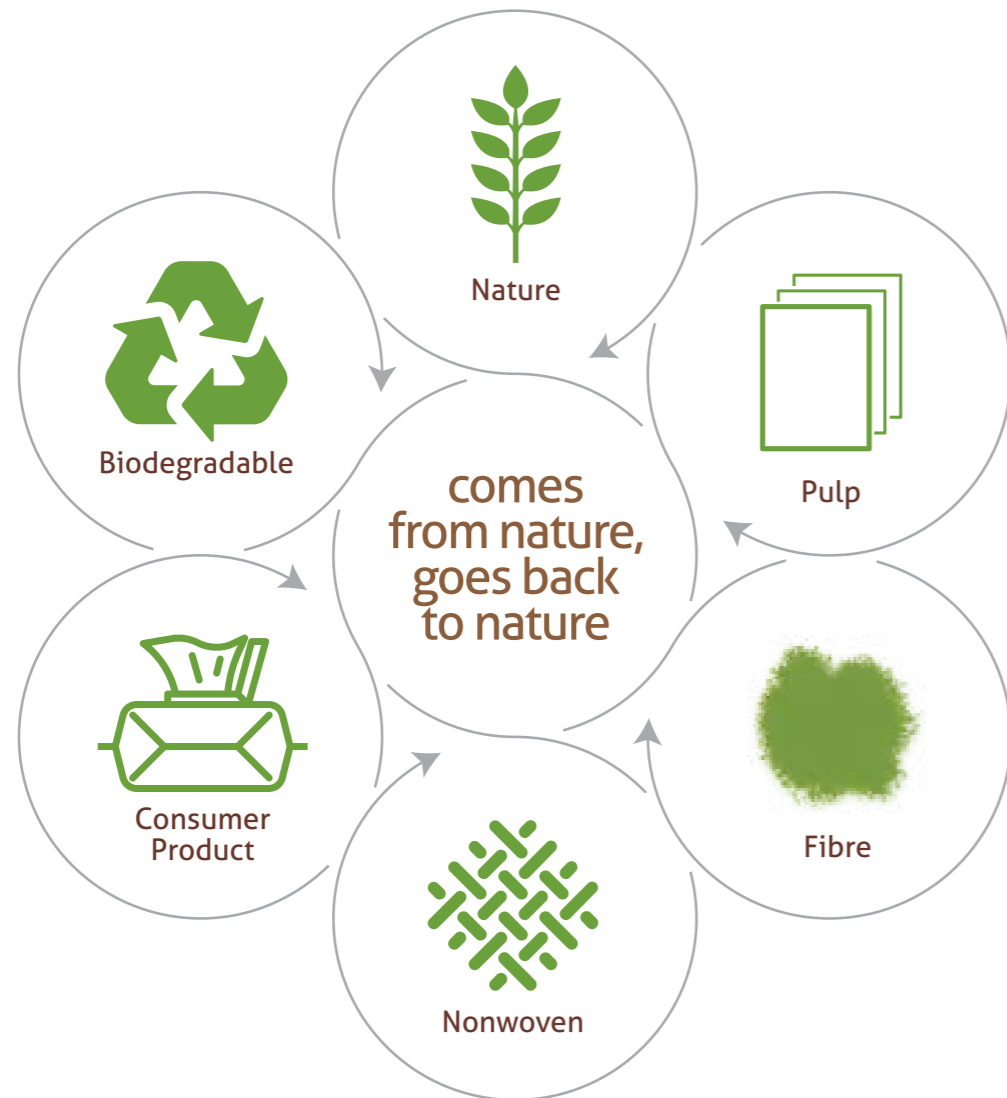 Nature
Pulp
Fibre
Nonwoven
Consumer
Product
Biodegradable
comes
from nature,
goes back
to nature